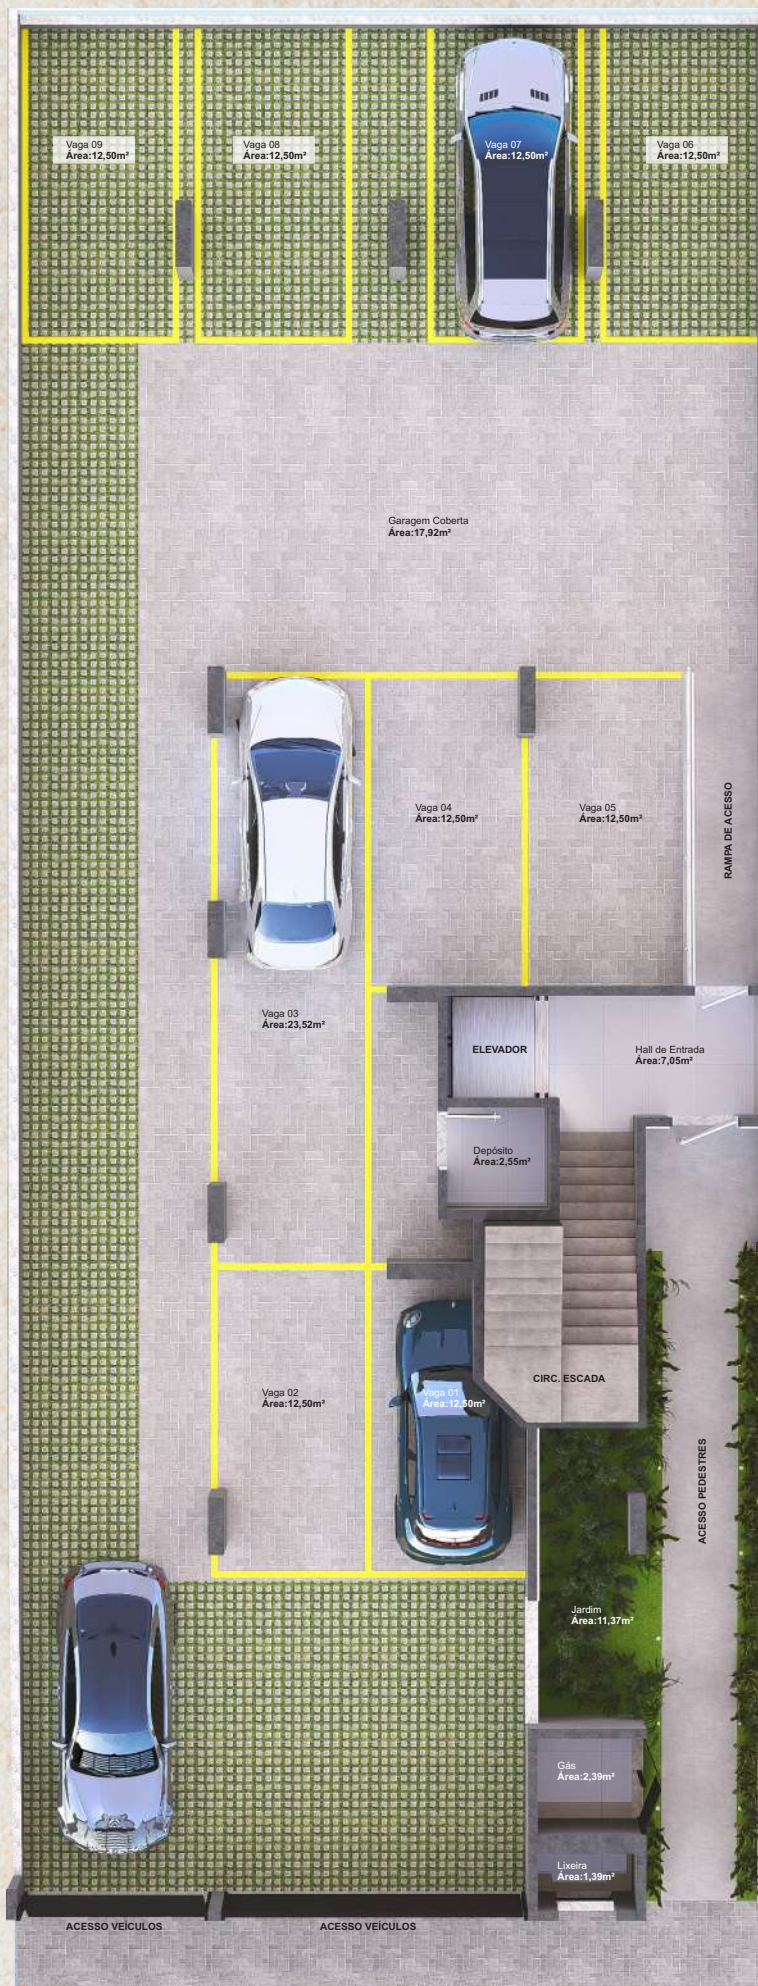 Vaga 09
Área:12,50m²
Vaga 08
Área:12,50m²
Vaga 07
Área:12,50m²
Vaga 06
Área:12,50m²
Garagem Coberta
Área:17,92m²
Vaga 04
Área:12,50m²
Vaga 05
Área:12,50m²
RAMPA DE ACESSO
Vaga 03
Área:23,52m²
ELEVADOR
Hall de Entrada
Área:7,05m²
Depósito
Área:2,55m²
CIRC. ESCADA
Vaga 02
Área:12,50m²
Vaga 01
Área:12,50m²
ACESSO PEDESTRES
Jardim
Área:11,37m²
Gás
Área:2,39m²
Lixeira
Área:1,39m²
ACESSO VEÍCULOS
ACESSO VEÍCULOS